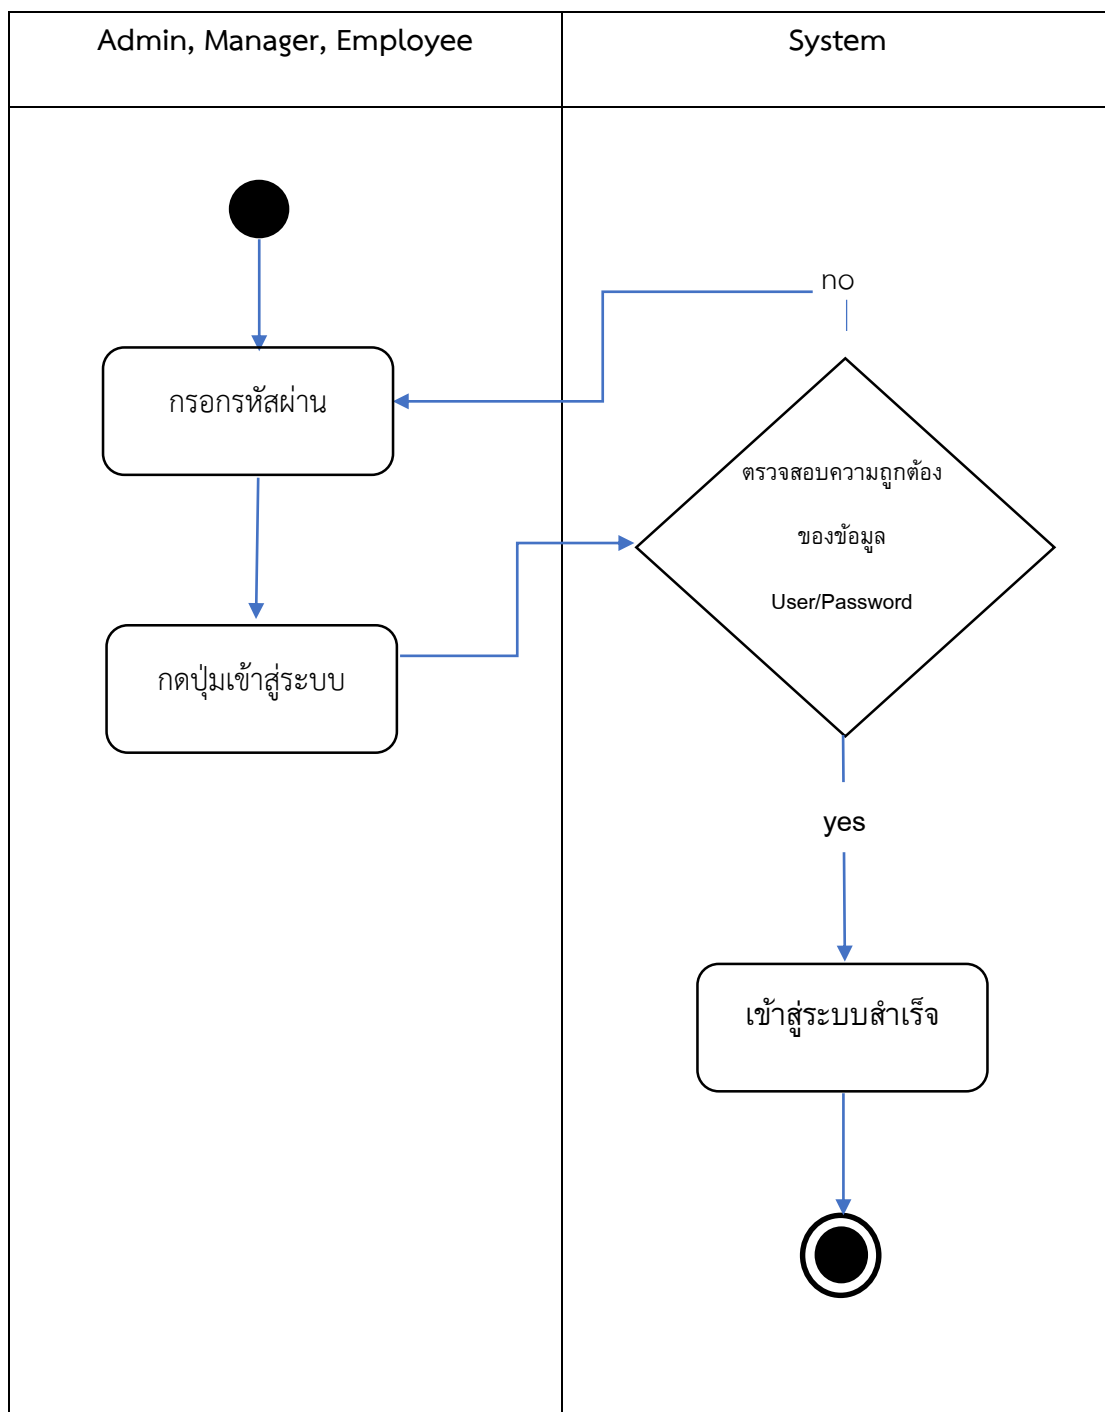 Admin, Manager, Employee
System
no
กรอกรหัสผ่าน
ตรวจสอบความถูกต้อง
ของข้อมูล
User/Password
กดปุ่มเข้าสู่ระบบ
yes
เข้าสู่ระบบสำเร็จ